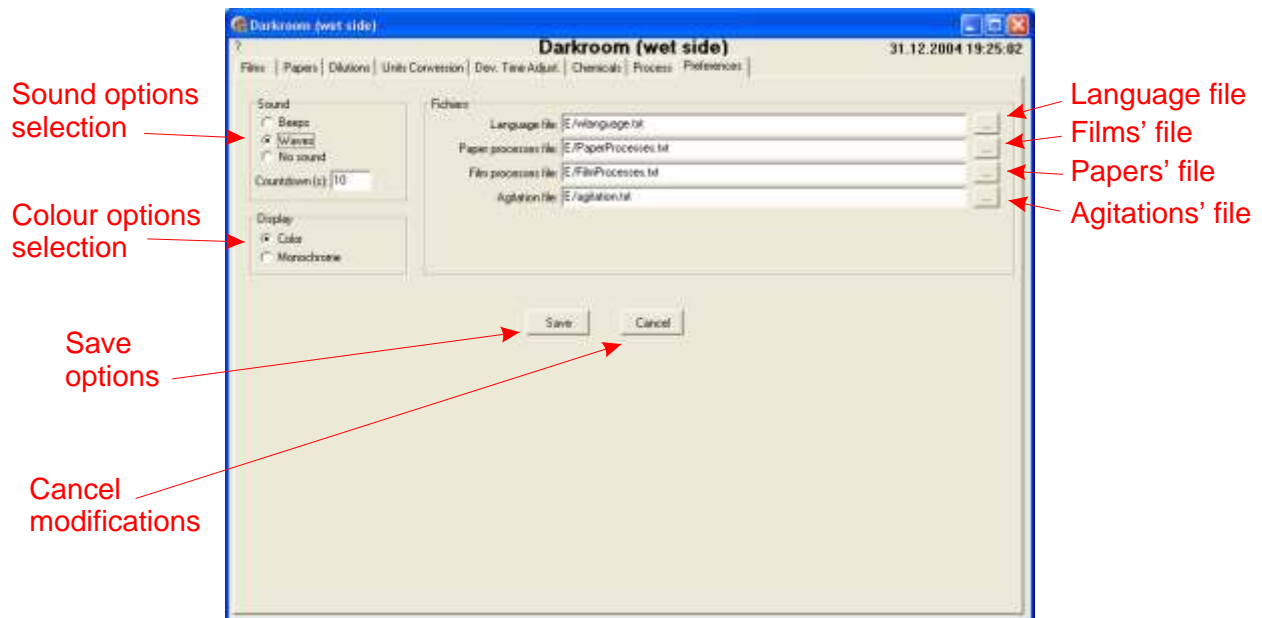 Darkroom (wet side)
?
Darkroom (wet side)
31.12.2004 19:25:02
Films
Papers
Dilutions
Units Conversion
Dev. Time Adjust.
Chemicals
Process
Preferences
Sound options
selection
Sound
Beeps
Waves
No sound
Countdown (s): 10
Colour options
selection
Display
Color
Monochrome
Fichiers
Language file: E:/wlanguage.txt ...
Paper processes file: E:/PaperProcesses.txt ...
Film processes file: E:/FilmProcesses.txt ...
Agitation file: E:/agitation.txt ...
Language file
Films’ file
Papers’ file
Agitations’ file
Save
Cancel
Save
options
Cancel
modifications